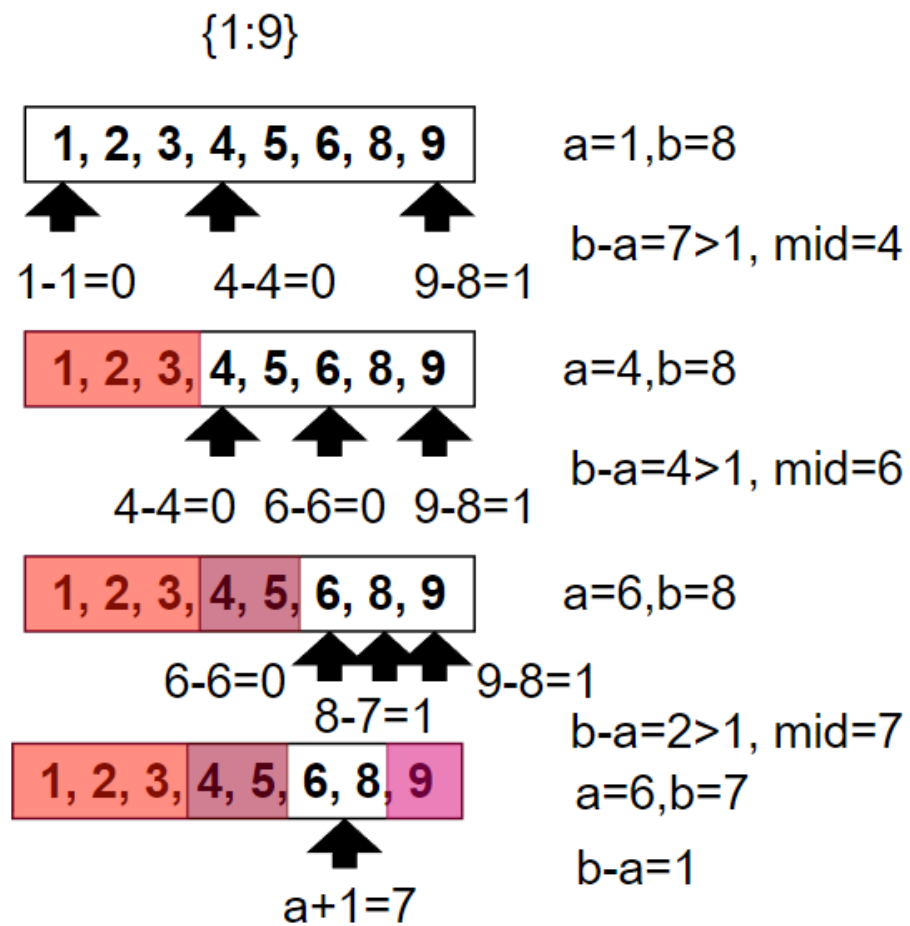 {1:9}
1, 2, 3, 4, 5, 6, 8, 9
a=1,b=8
b-a=7>1, mid=4
1-1=0 4-4=0 9-8=1
1, 2, 3, 4, 5, 6, 8, 9
a=4,b=8
b-a=4>1, mid=6
4-4=0 6-6=0 9-8=1
1, 2, 3, 4, 5, 6, 8, 9
a=6,b=8
6-6=0 9-8=1
8-7=1
b-a=2>1, mid=7
1, 2, 3, 4, 5, 6, 8, 9
a=6,b=7
b-a=1
a+1=7